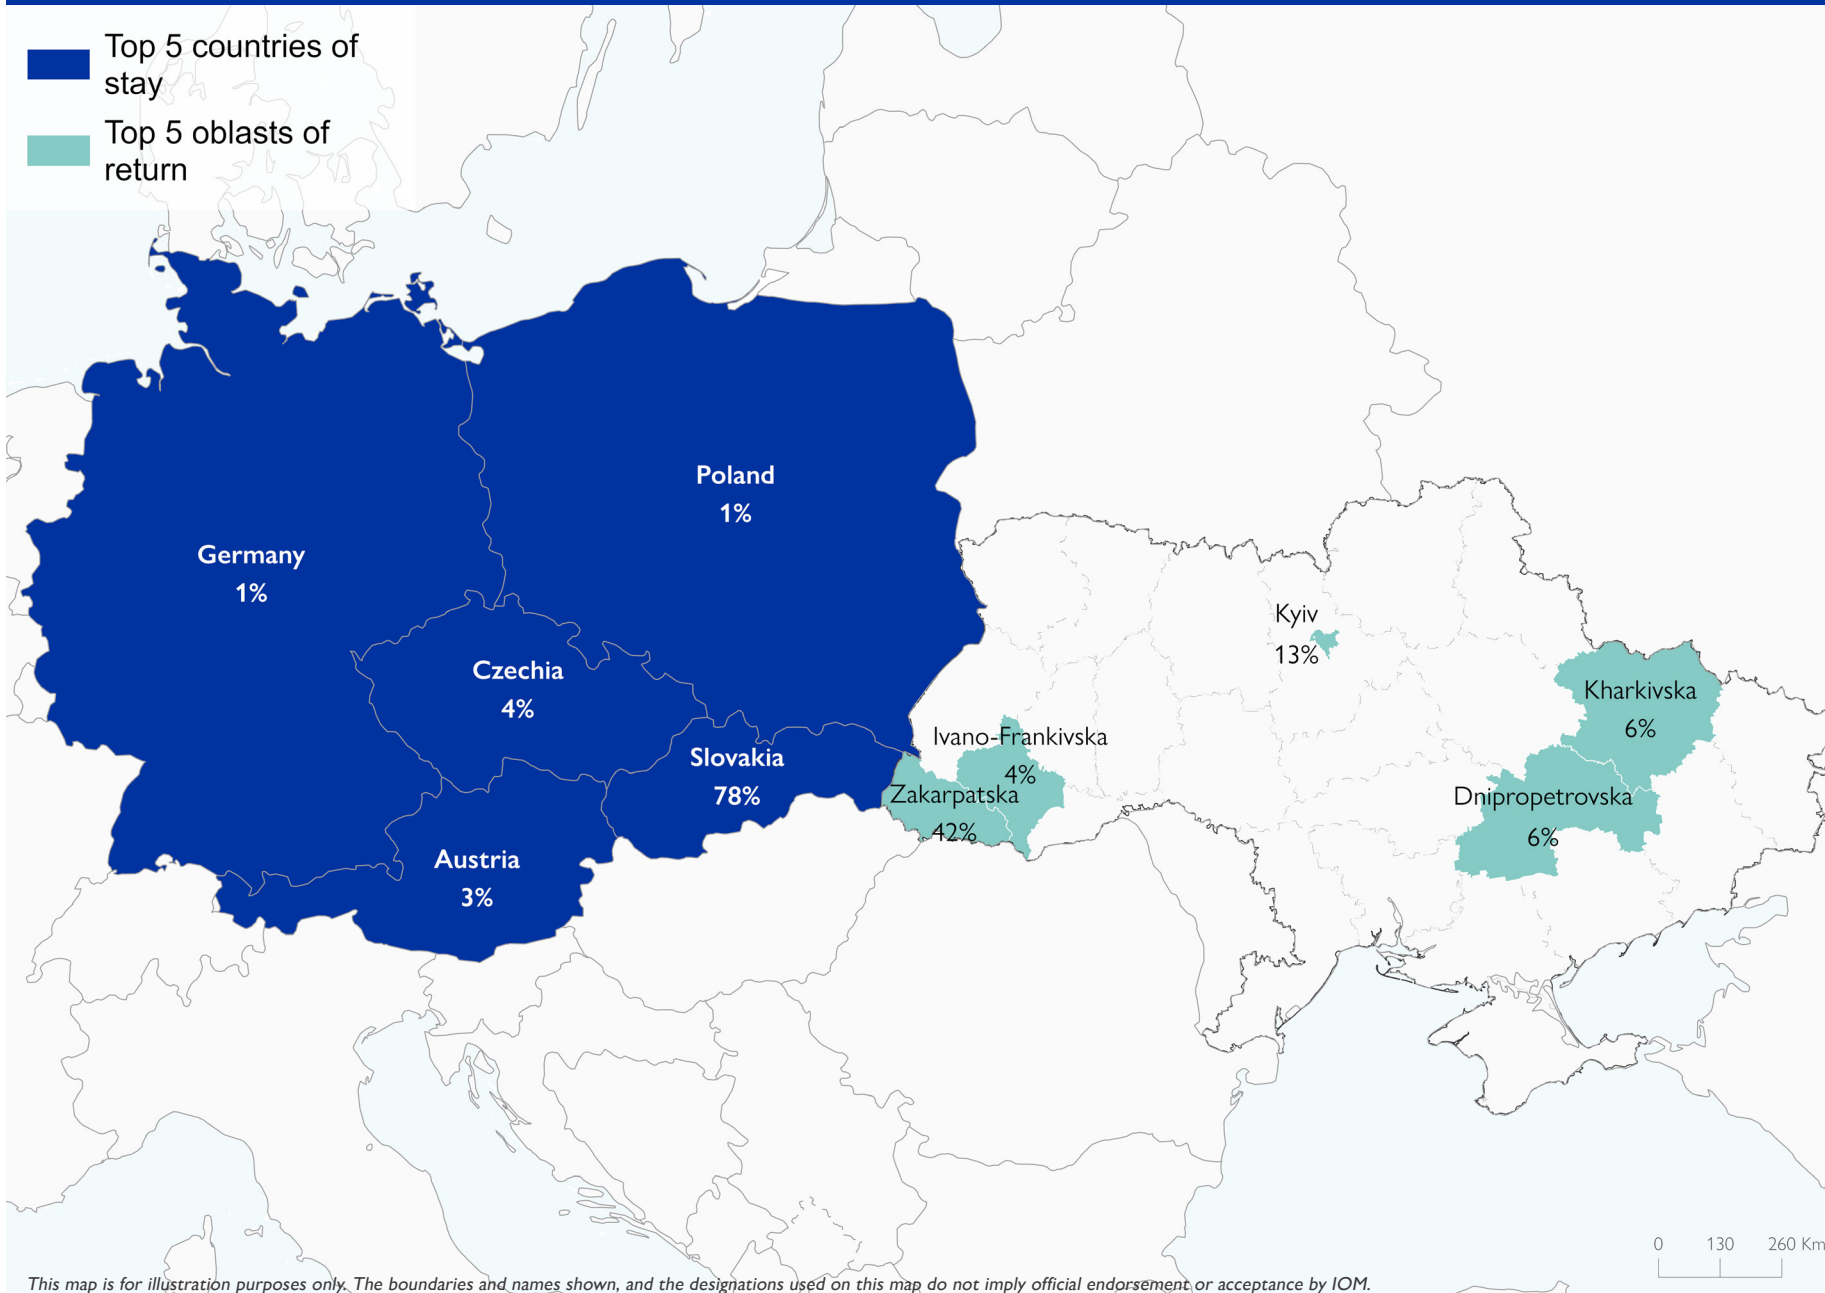 Top 5 countries of
stay
Top 5 oblasts of
return
Poland
1%
Germany
1%
Kyiv
13%
Czechia
4%
Kharkivska
6%
Ivano-Frankivska
4%
Slovakia
78%
Zakarpatska
42%
Dnipropetrovska
6%
Austria
3%
0 130 260 Km
This map is for illustration purposes only. The boundaries and names shown, and the designations used on this map do not imply official endorsement or acceptance by IOM.